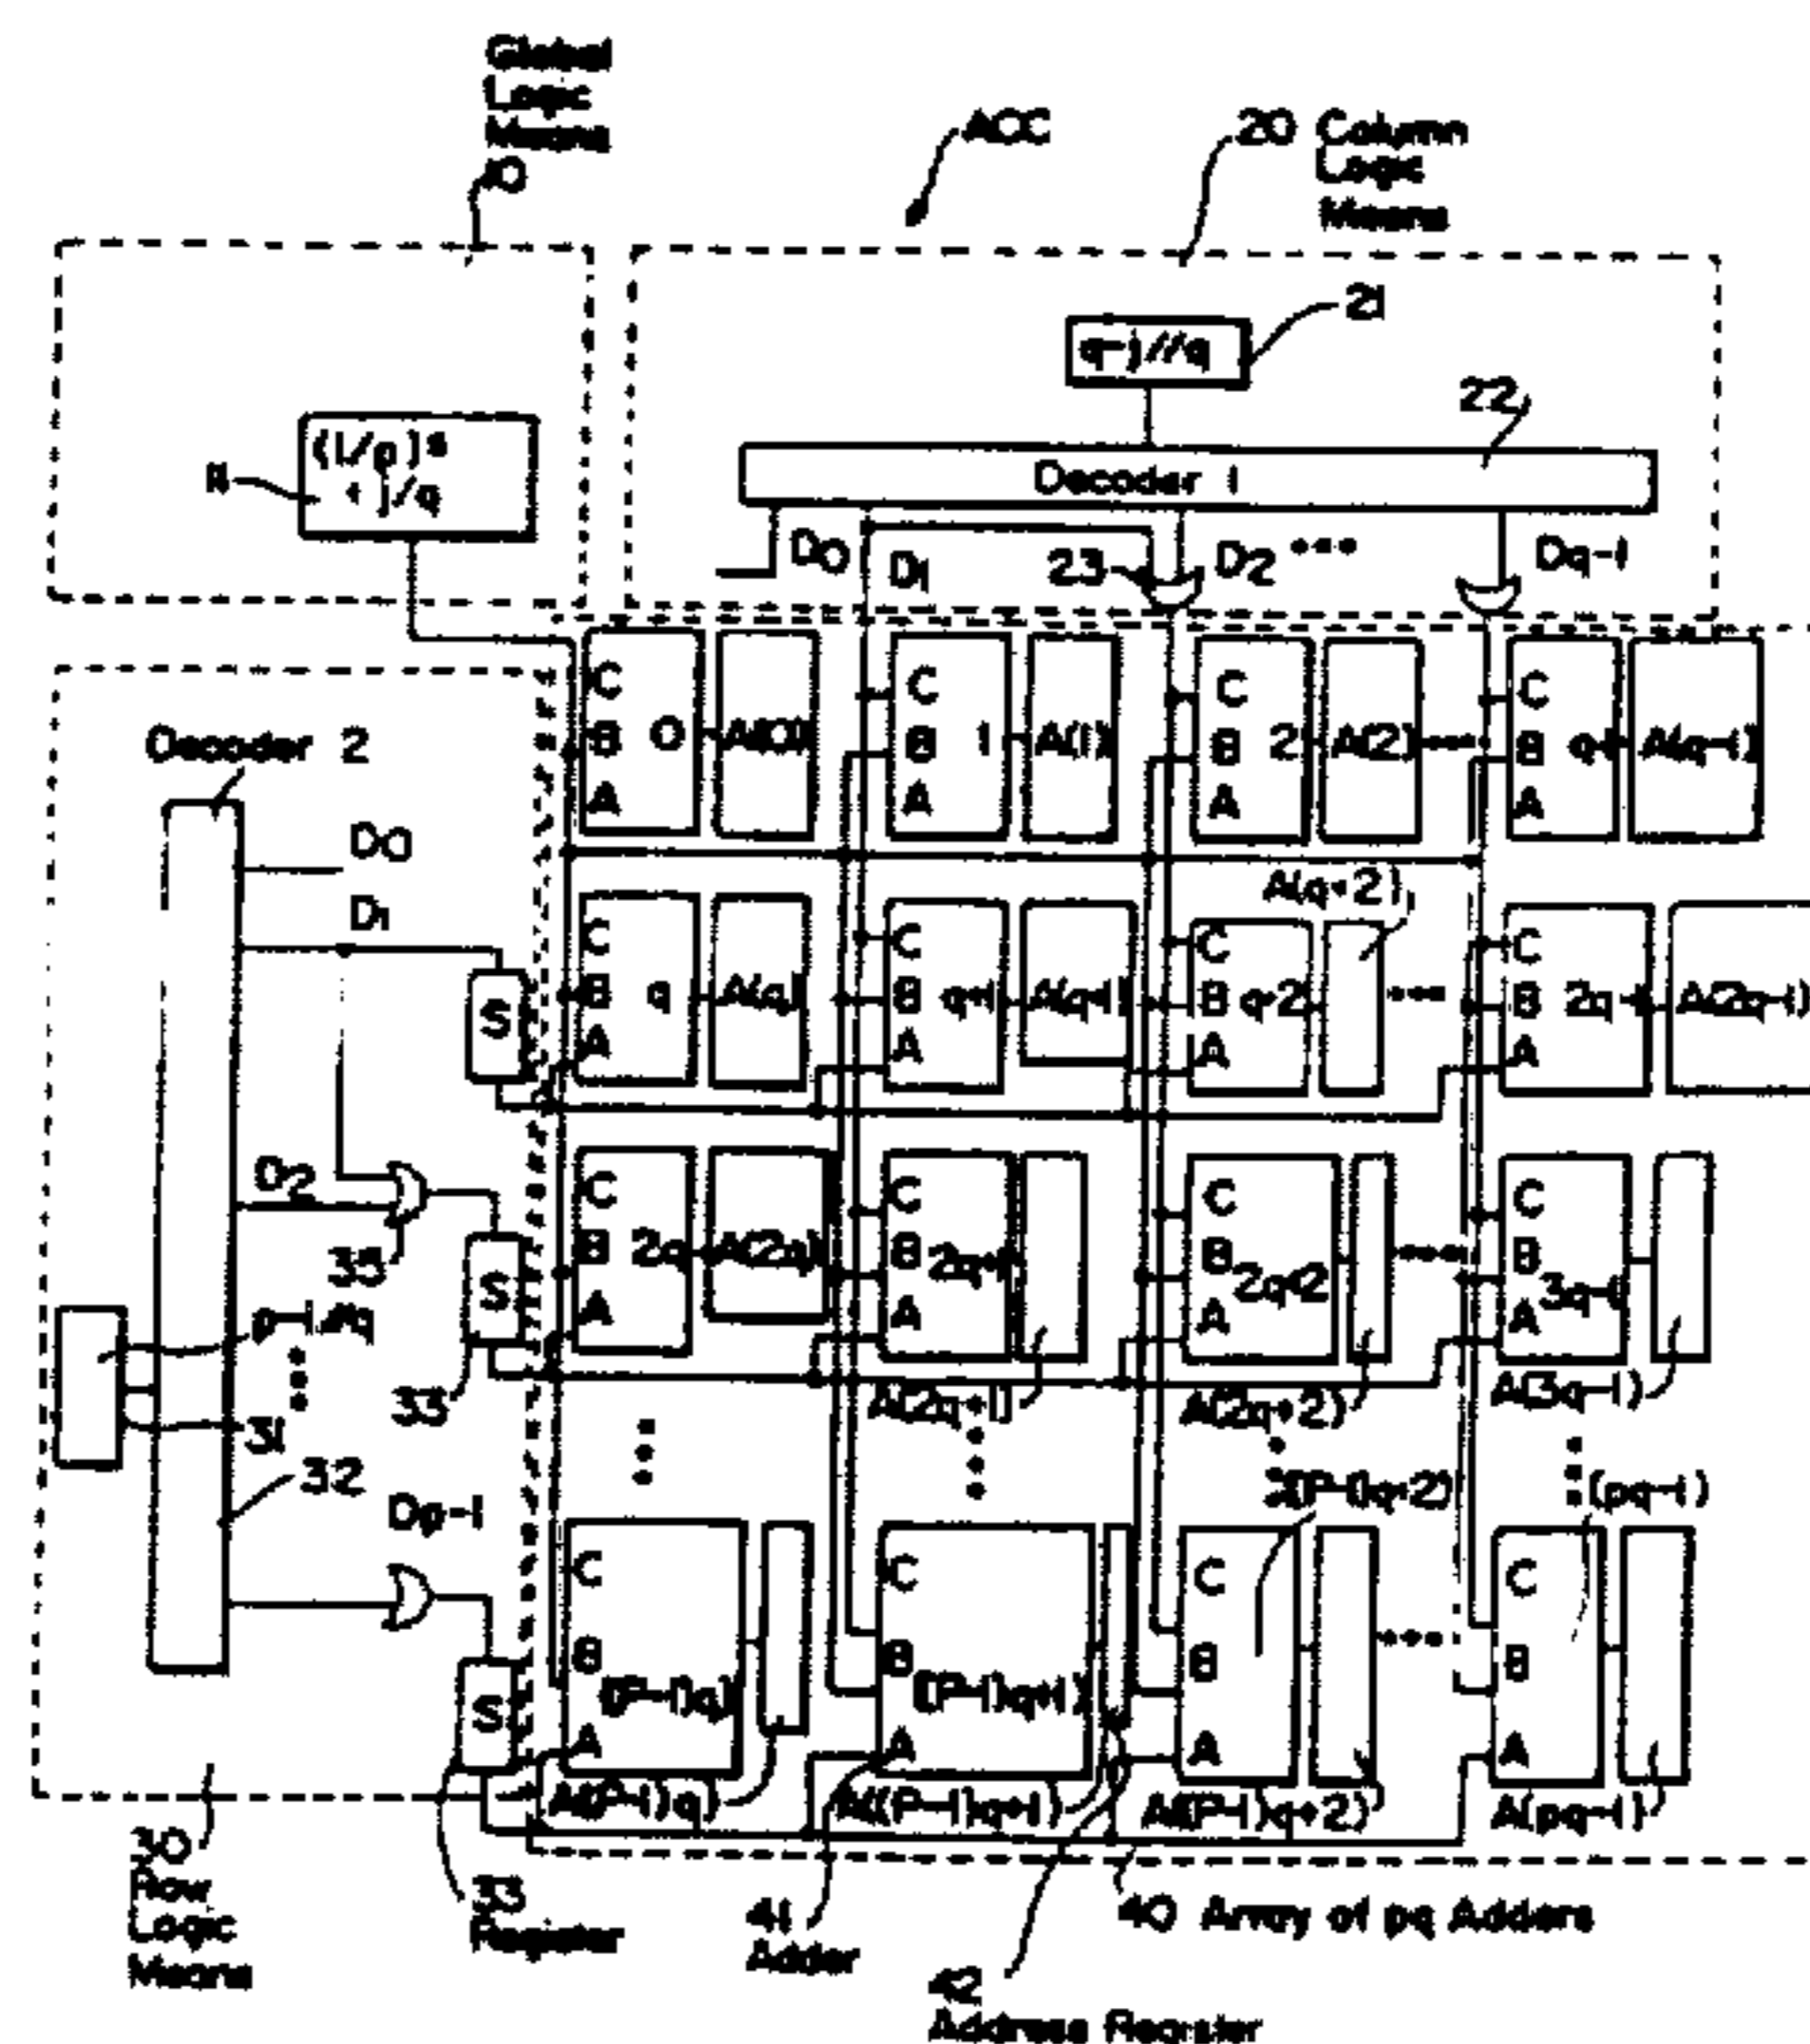 Global
Logic
Means
10
ACC
20 Column
Logic
Means
21
q-j//q
22
Decoder 1
(i/p)s
+ j/q
11
D0
D1
23
D2
Dq-1
C
B 0
A
A(0)
C
B 1
A
A(1)
C
B 2
A
A(2)
C
B q-1
A
A(q-1)
Decoder 2
D0
D1
S
C
B q
A
A(q)
C
B q+1
A
A(q+1)
A(q+2)
C
B q+2
A
C
B 2q-1
A
A(2q-1)
D2
35
S
33
C
B 2q
A
A(2q)
C
B 2q+1
A
A(2q+1)
C
B 2q+2
A
A(2q+2)
C
B 3q-1
A
A(3q-1)
31
32
Dp-1
S
C
B (P-1)q)
A
A((P-1)q)
C
B (P-1)q+1)
A
A((P-1)q+1)
(P-1)q+2)
C
B
A
A((P-1)q+2)
(pq-1)
C
B
A
A(pq-1)
30
Row
Logic
Means
33
Register
41
Adder
42
Address Register
40 Array of pq Adders